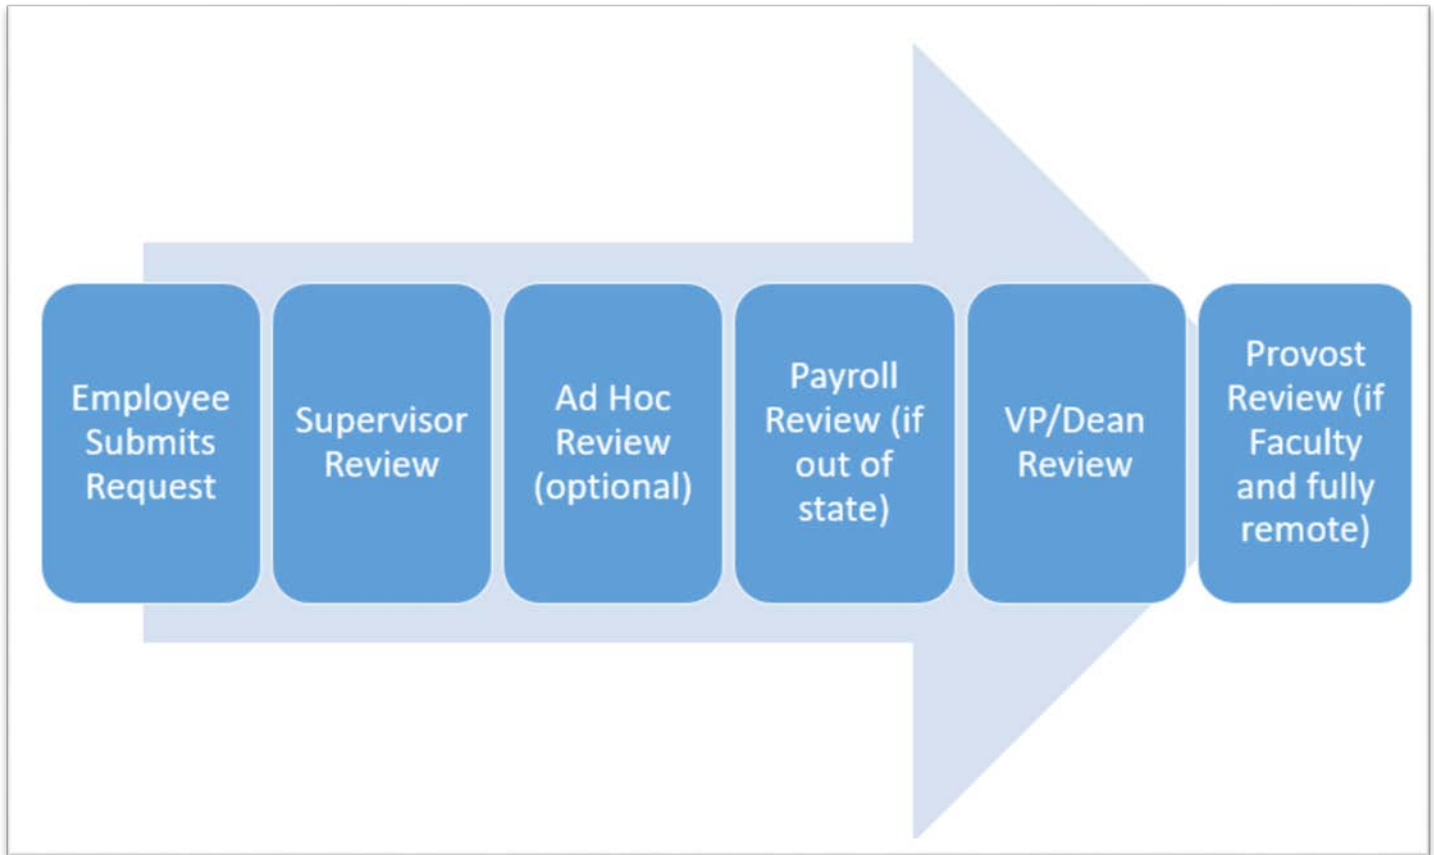 Employee
Submits
Request
Supervisor
Review
Ad Hoc
Review
(optional)
Payroll
Review (if
out of
state)
VP/Dean
Review
Provost
Review (if
Faculty
and fully
remote)